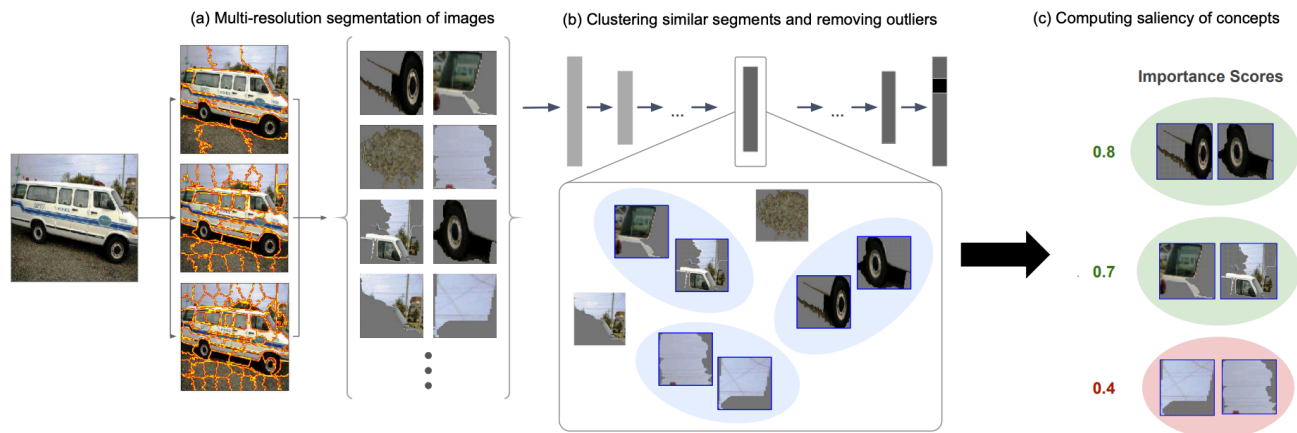 (a) Multi-resolution segmentation of images
(b) Clustering similar segments and removing outliers
(c) Computing saliency of concepts
...
...
Importance Scores
0.8
0.7
0.4